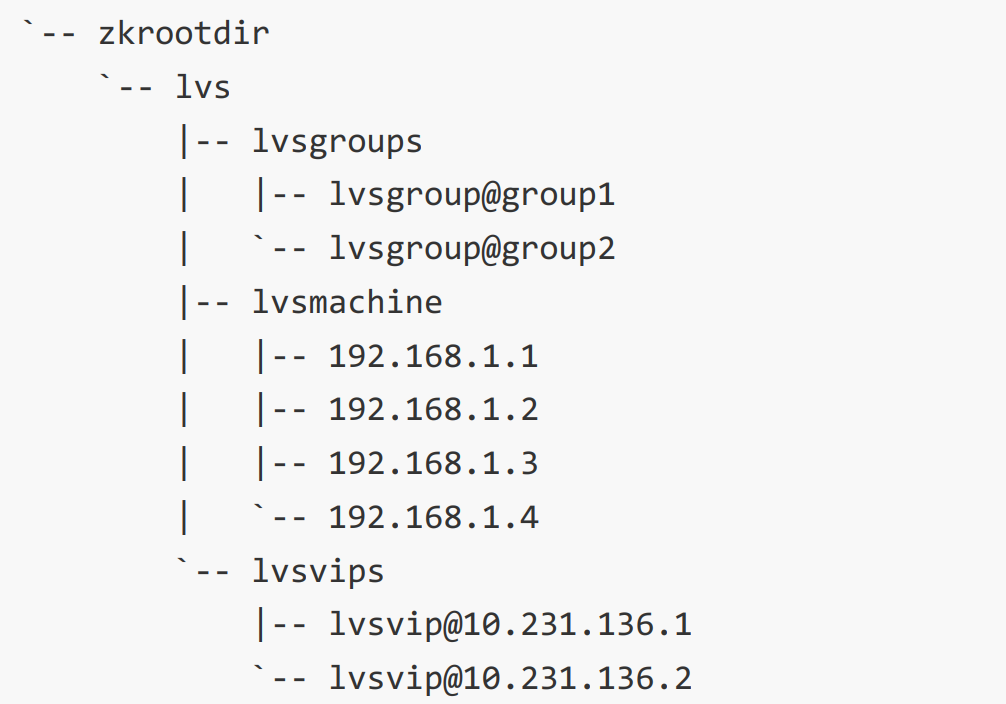 `-- zkrootdir
    `-- lvs
        |-- lvsgroups
        |   |-- lvsgroup@group1
        |   `-- lvsgroup@group2
        |-- lvsmachine
        |   |-- 192.168.1.1
        |   |-- 192.168.1.2
        |   |-- 192.168.1.3
        |   `-- 192.168.1.4
        `-- lvsvips
            |-- lvsvip@10.231.136.1
            `-- lvsvip@10.231.136.2